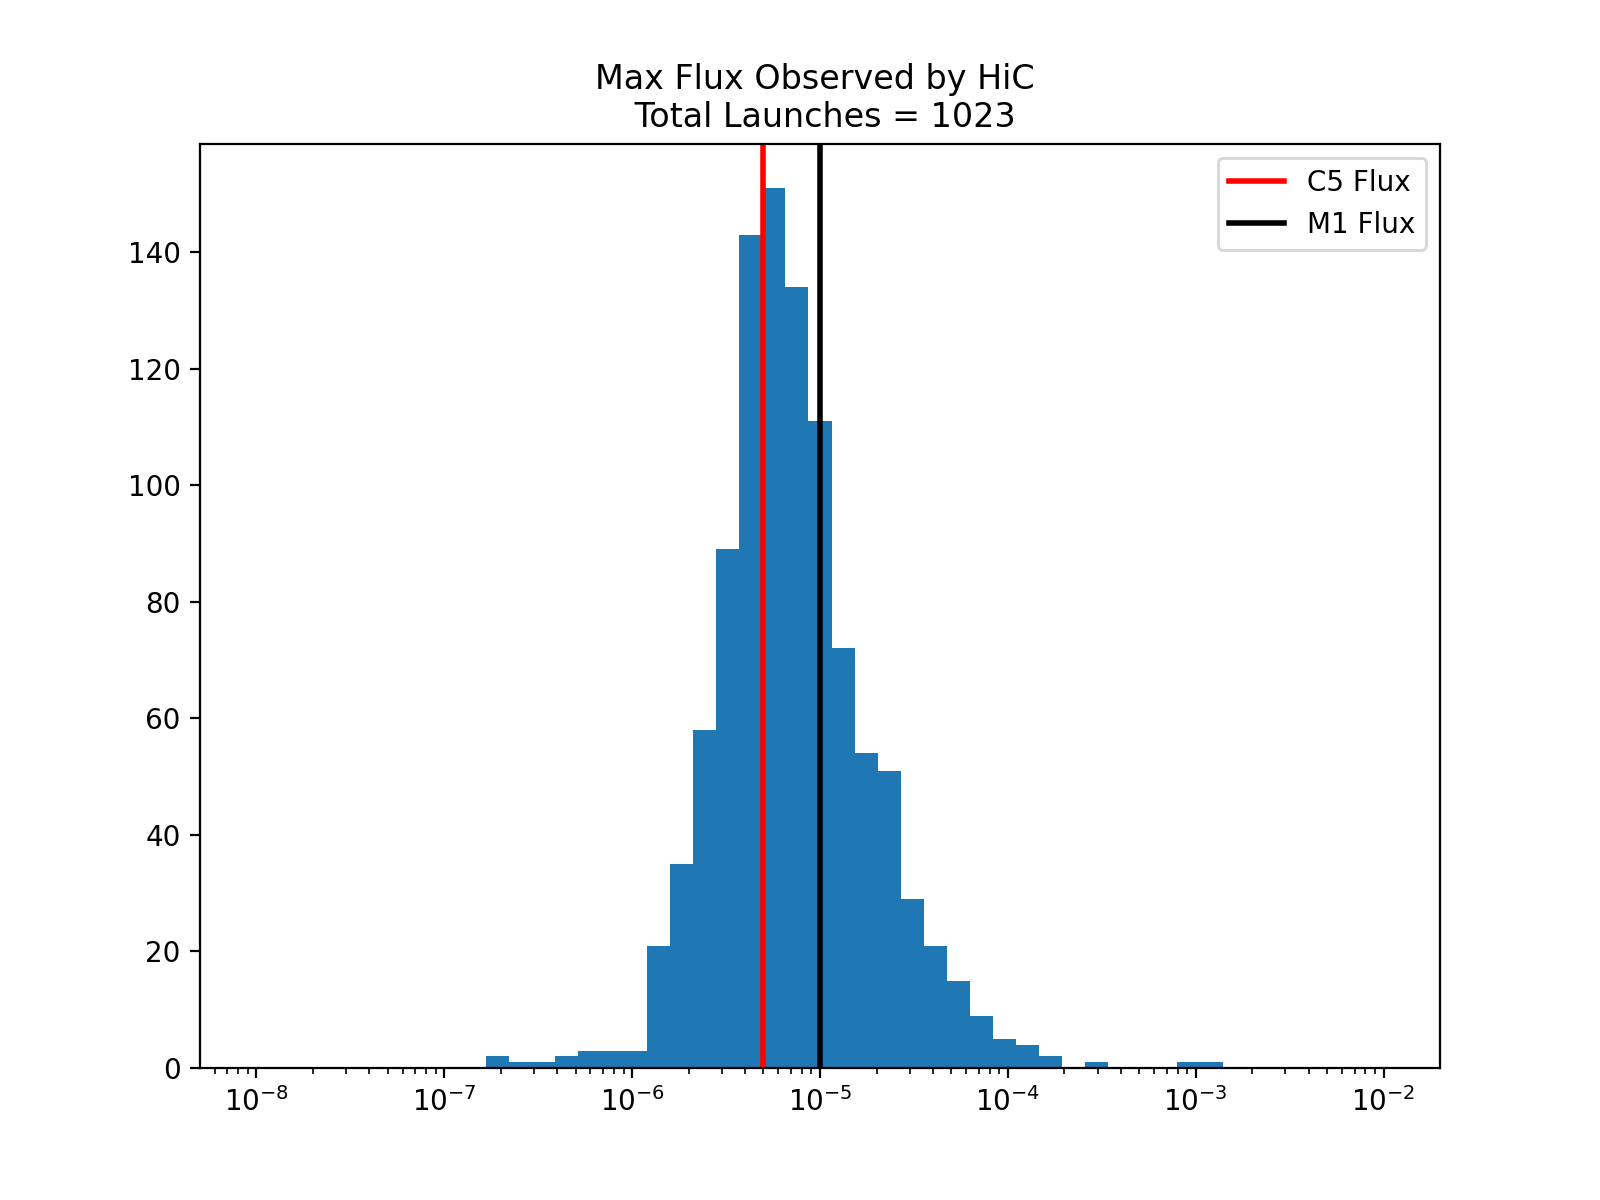 Max Flux Observed by HiC
Total Launches = 1023
C5 Flux
M1 Flux
140
120
100
80
60
40
20
0
10⁻⁸ 10⁻⁷ 10⁻⁶ 10⁻⁵ 10⁻⁴ 10⁻³ 10⁻²